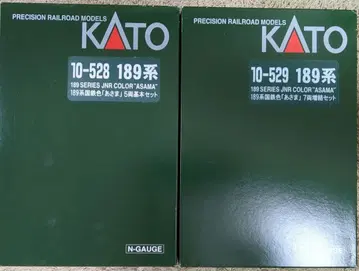 PRECISION RAILROAD MODELS
KATO
10-528 189系
189 SERIES JNR COLOR "ASAMA"
189系国鉄色「あさま」5両基本セット
N-GAUGE
PRECISION RAILROAD MODELS
KATO
10-529 189系
189 SERIES JNR COLOR "ASAMA"
189系国鉄色「あさま」7両増結セット